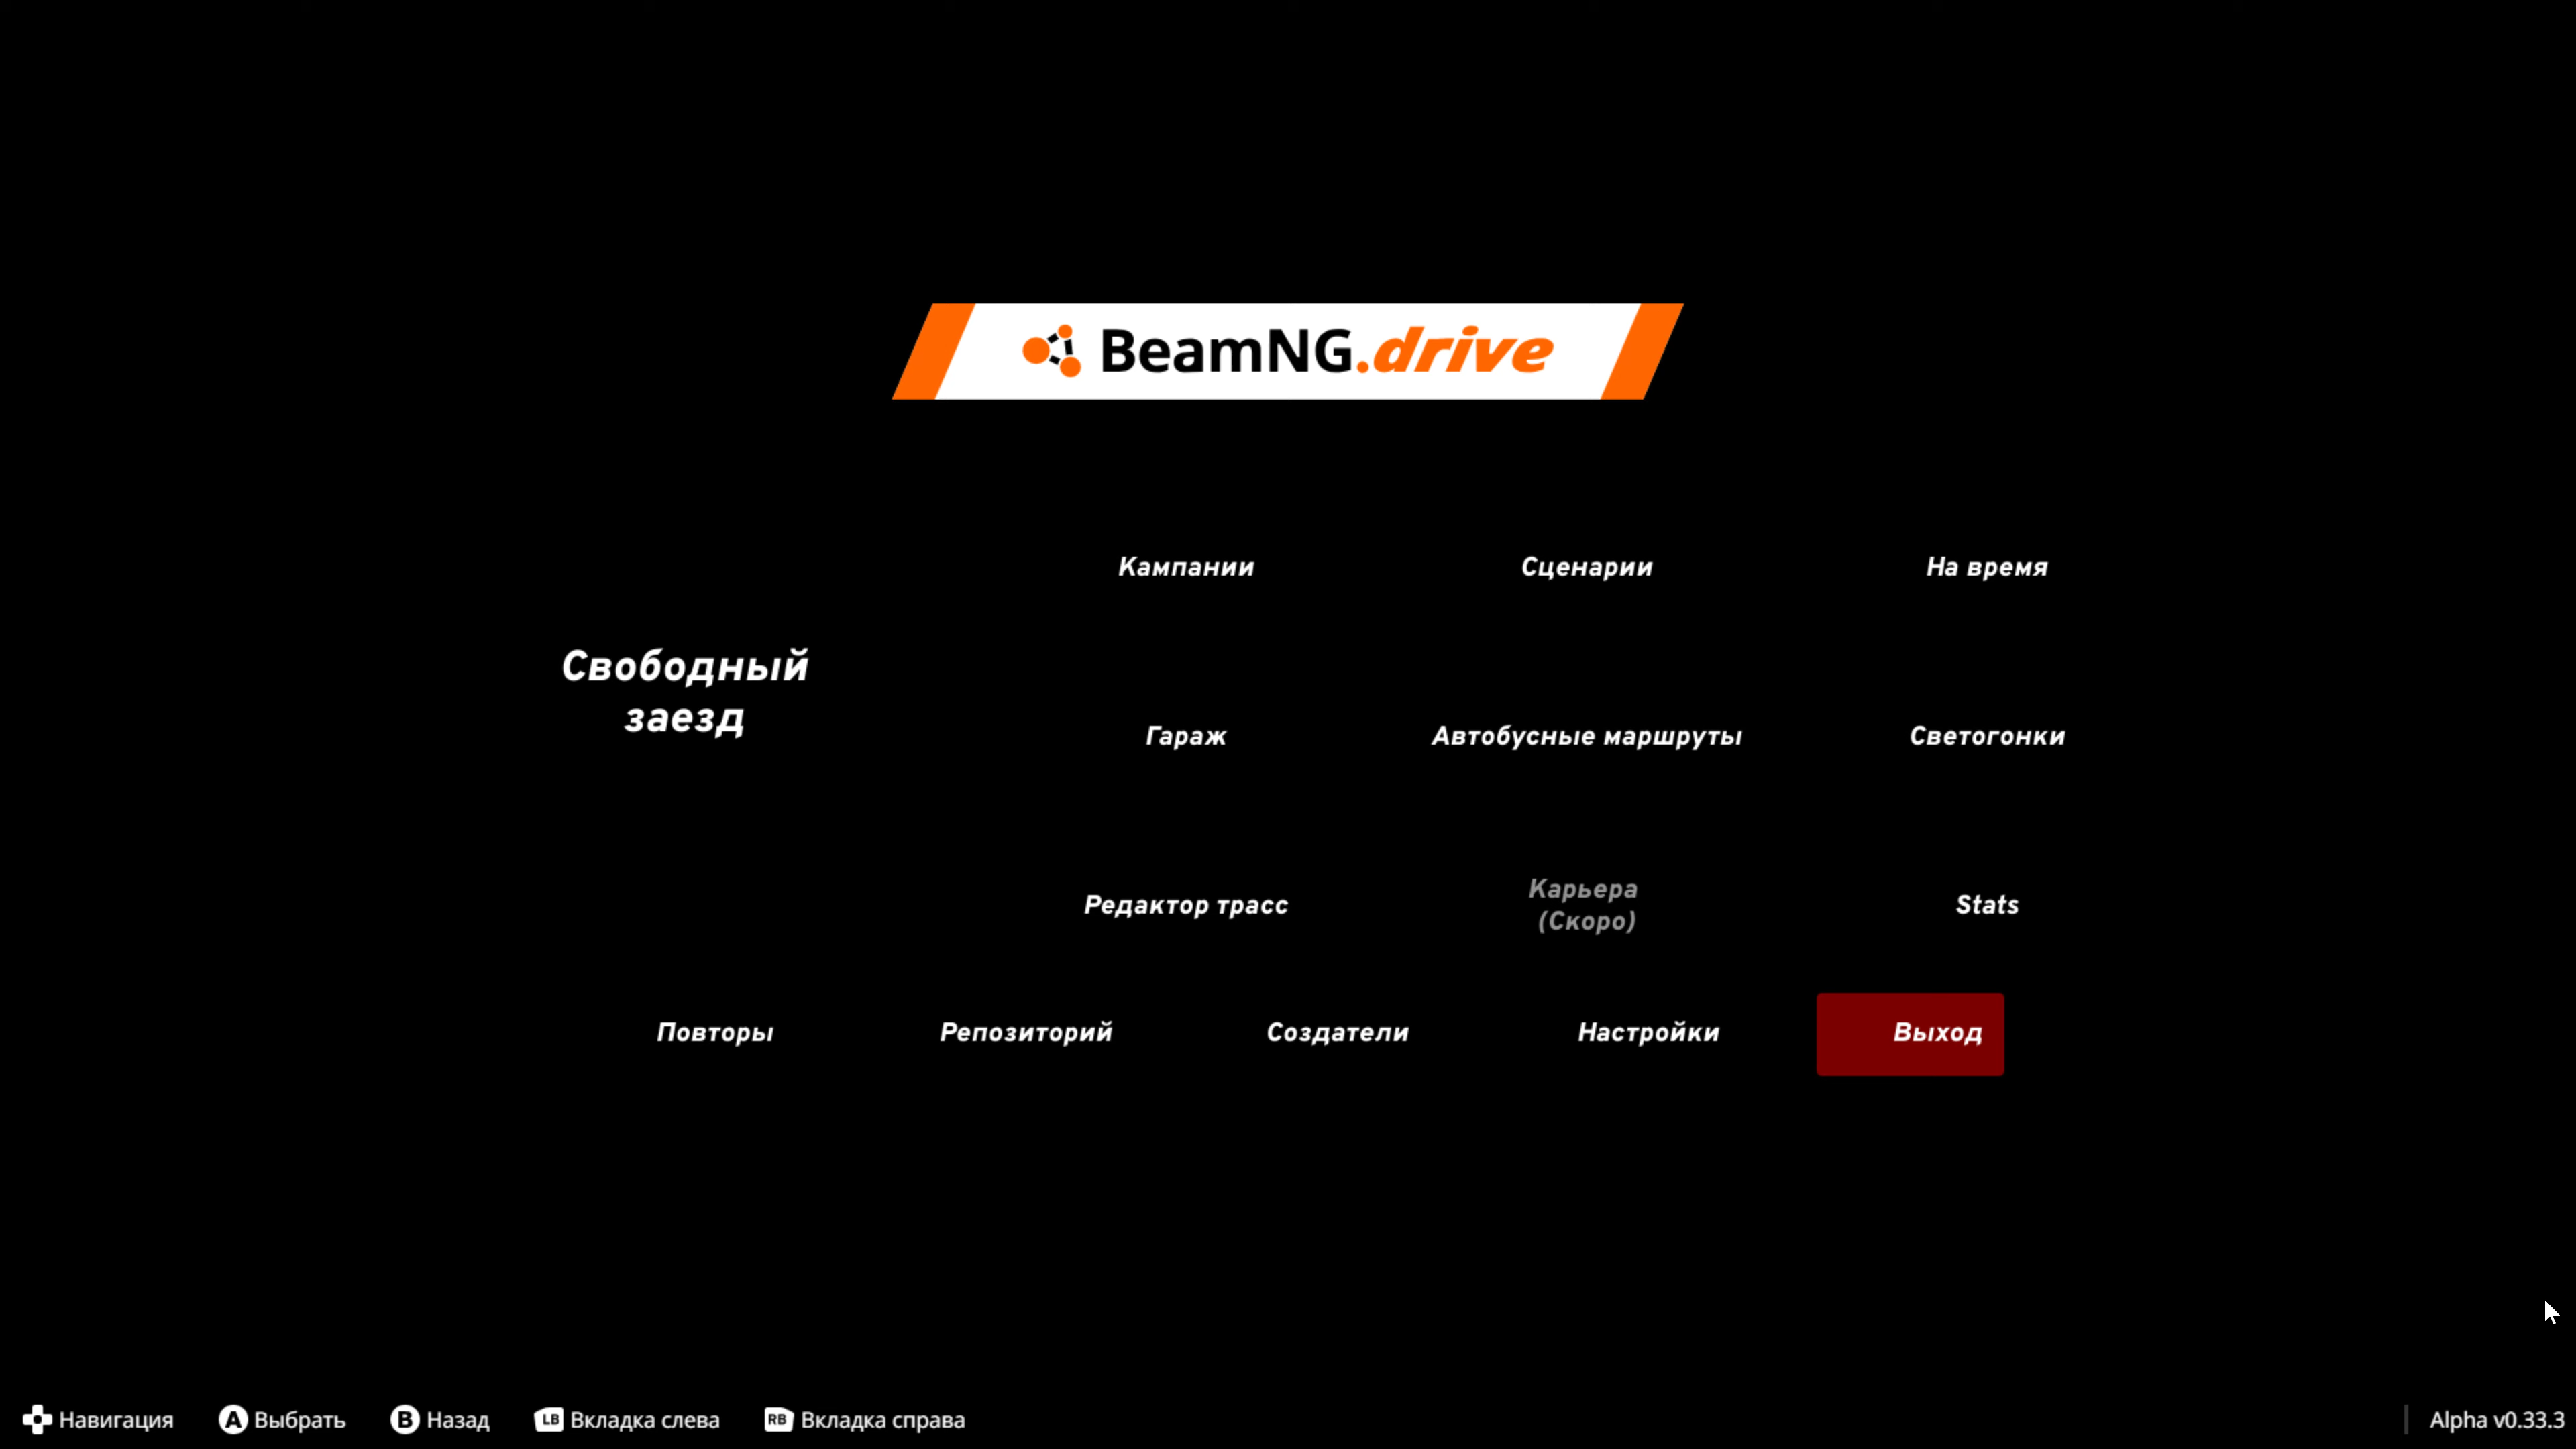 BeamNG.drive
Кампании
Сценарии
На время
Свободный
заезд
Гараж
Автобусные маршруты
Светогонки
Редактор трасс
Карьера
(Скоро)
Stats
Повторы
Репозиторий
Создатели
Настройки
Выход
Навигация
A Выбрать
B Назад
LB Вкладка слева
RB Вкладка справа
Alpha v0.33.3